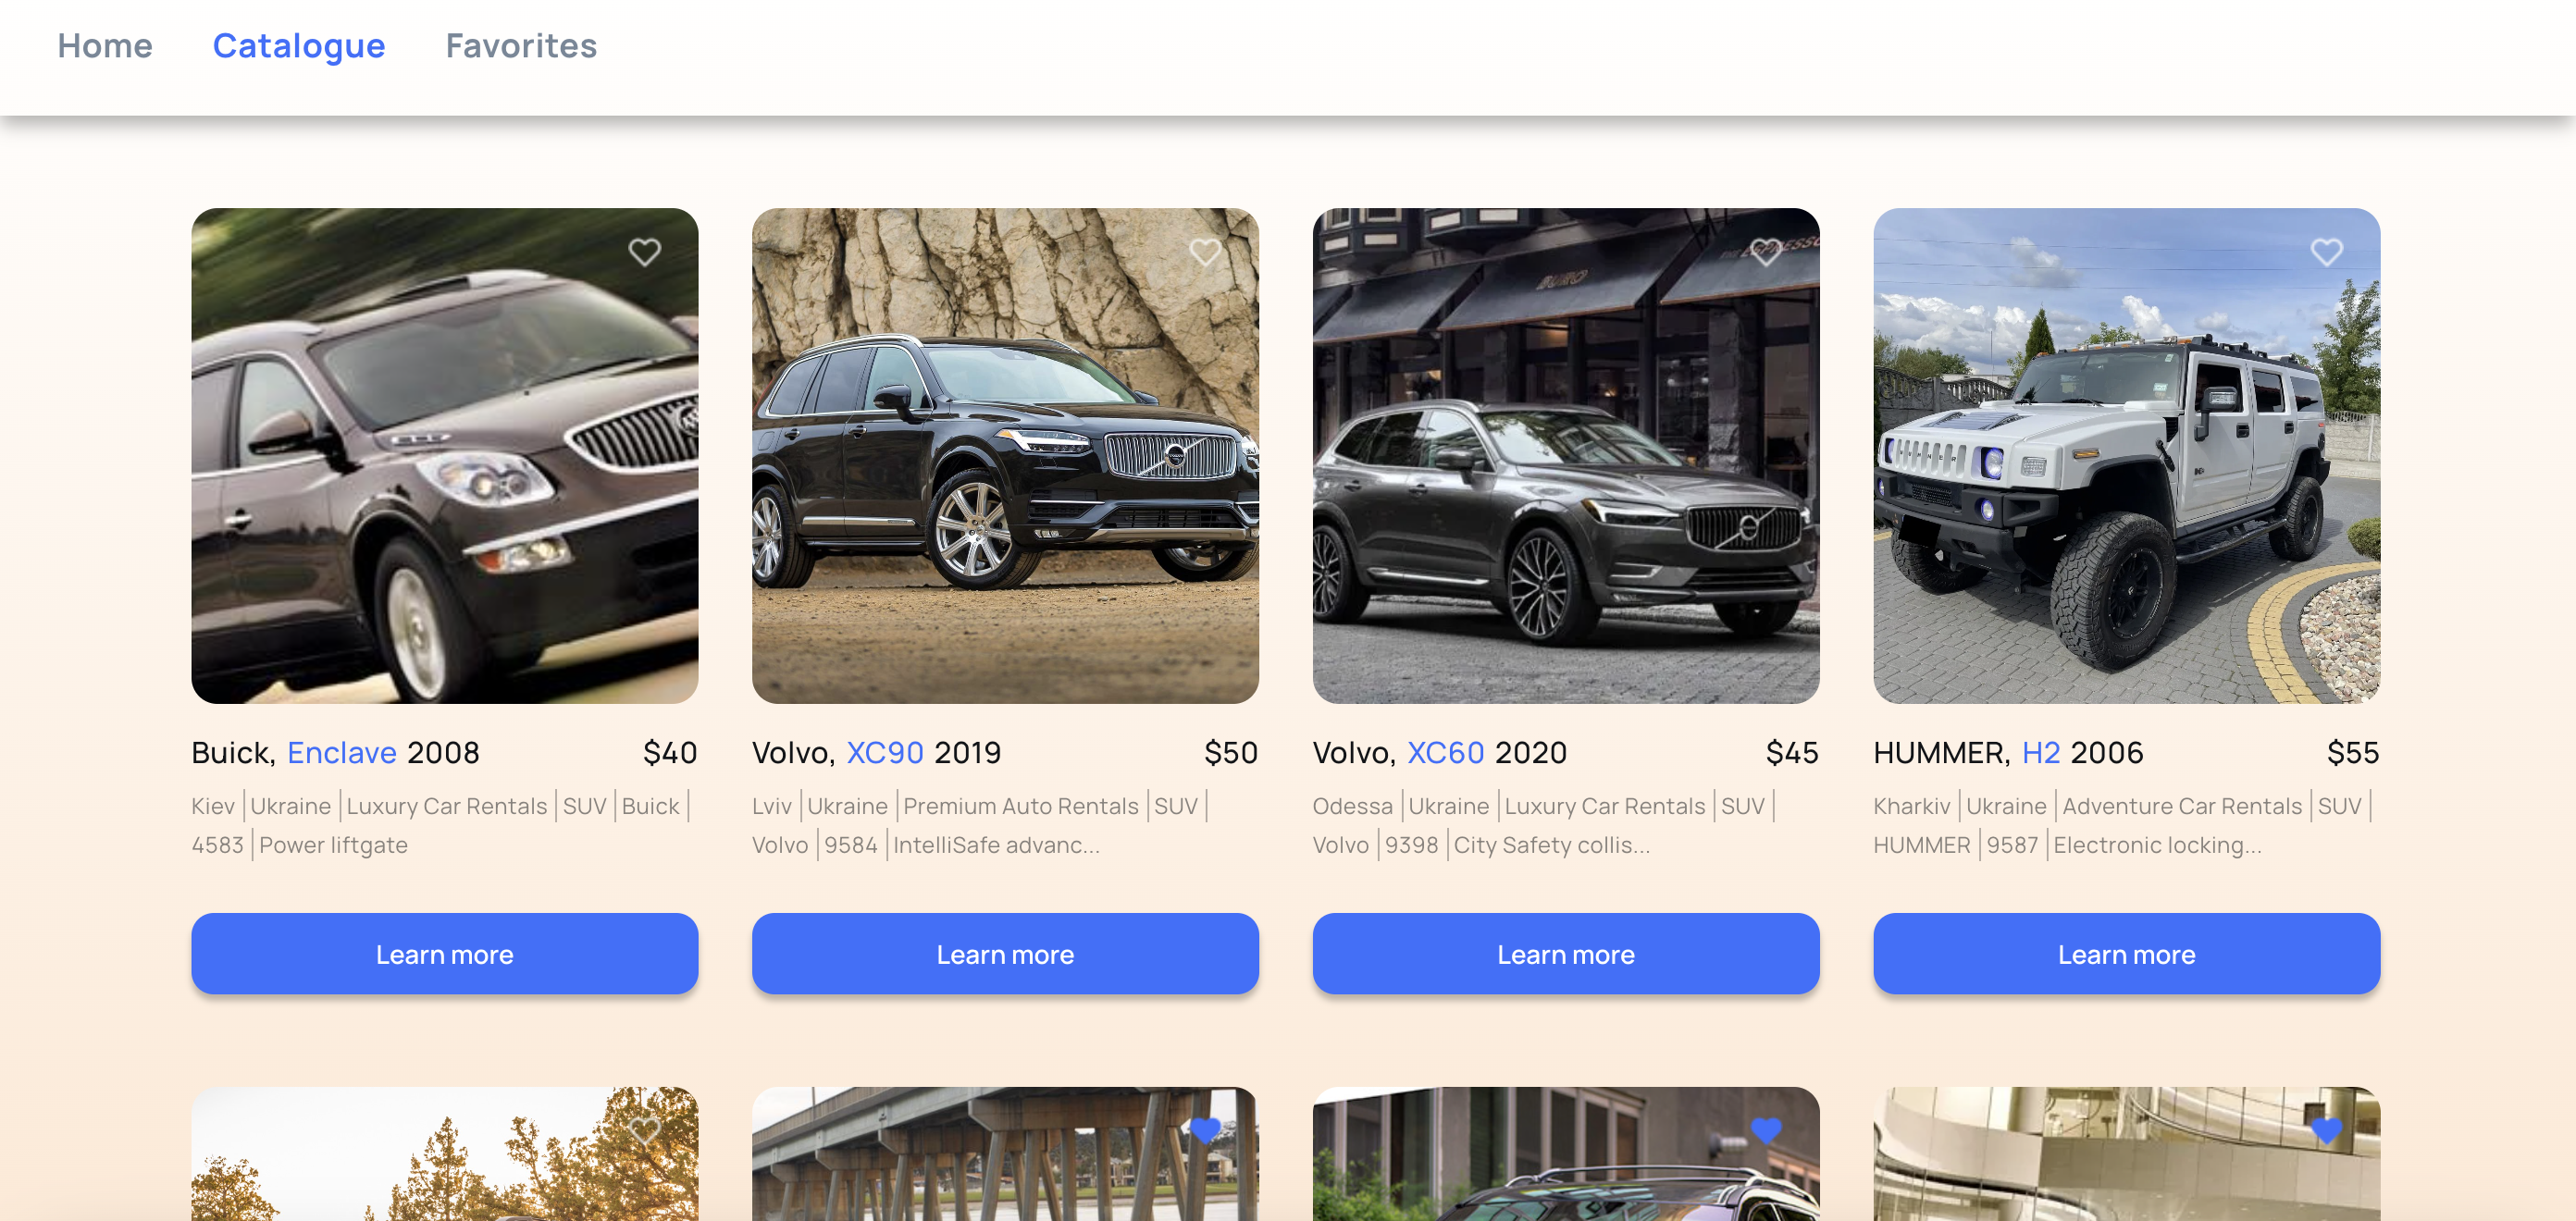 Home Catalogue Favorites
ESPRESSO
HUMMER
Buick, Enclave 2008 $40
Kiev | Ukraine | Luxury Car Rentals | SUV | Buick |
4583 | Power liftgate
Learn more
Volvo, XC90 2019 $50
Lviv | Ukraine | Premium Auto Rentals | SUV |
Volvo | 9584 | IntelliSafe advanc...
Learn more
Volvo, XC60 2020 $45
Odessa | Ukraine | Luxury Car Rentals | SUV |
Volvo | 9398 | City Safety collis...
Learn more
HUMMER, H2 2006 $55
Kharkiv | Ukraine | Adventure Car Rentals | SUV |
HUMMER | 9587 | Electronic locking...
Learn more